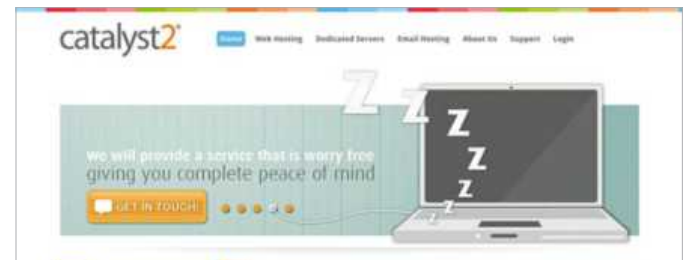 catalyst2
Home Web Hosting Dedicated Servers Email Hosting About Us Support Login
Z Z Z Z Z Z Z
we will provide a service that is worry free
giving you complete peace of mind
GET IN TOUCH!